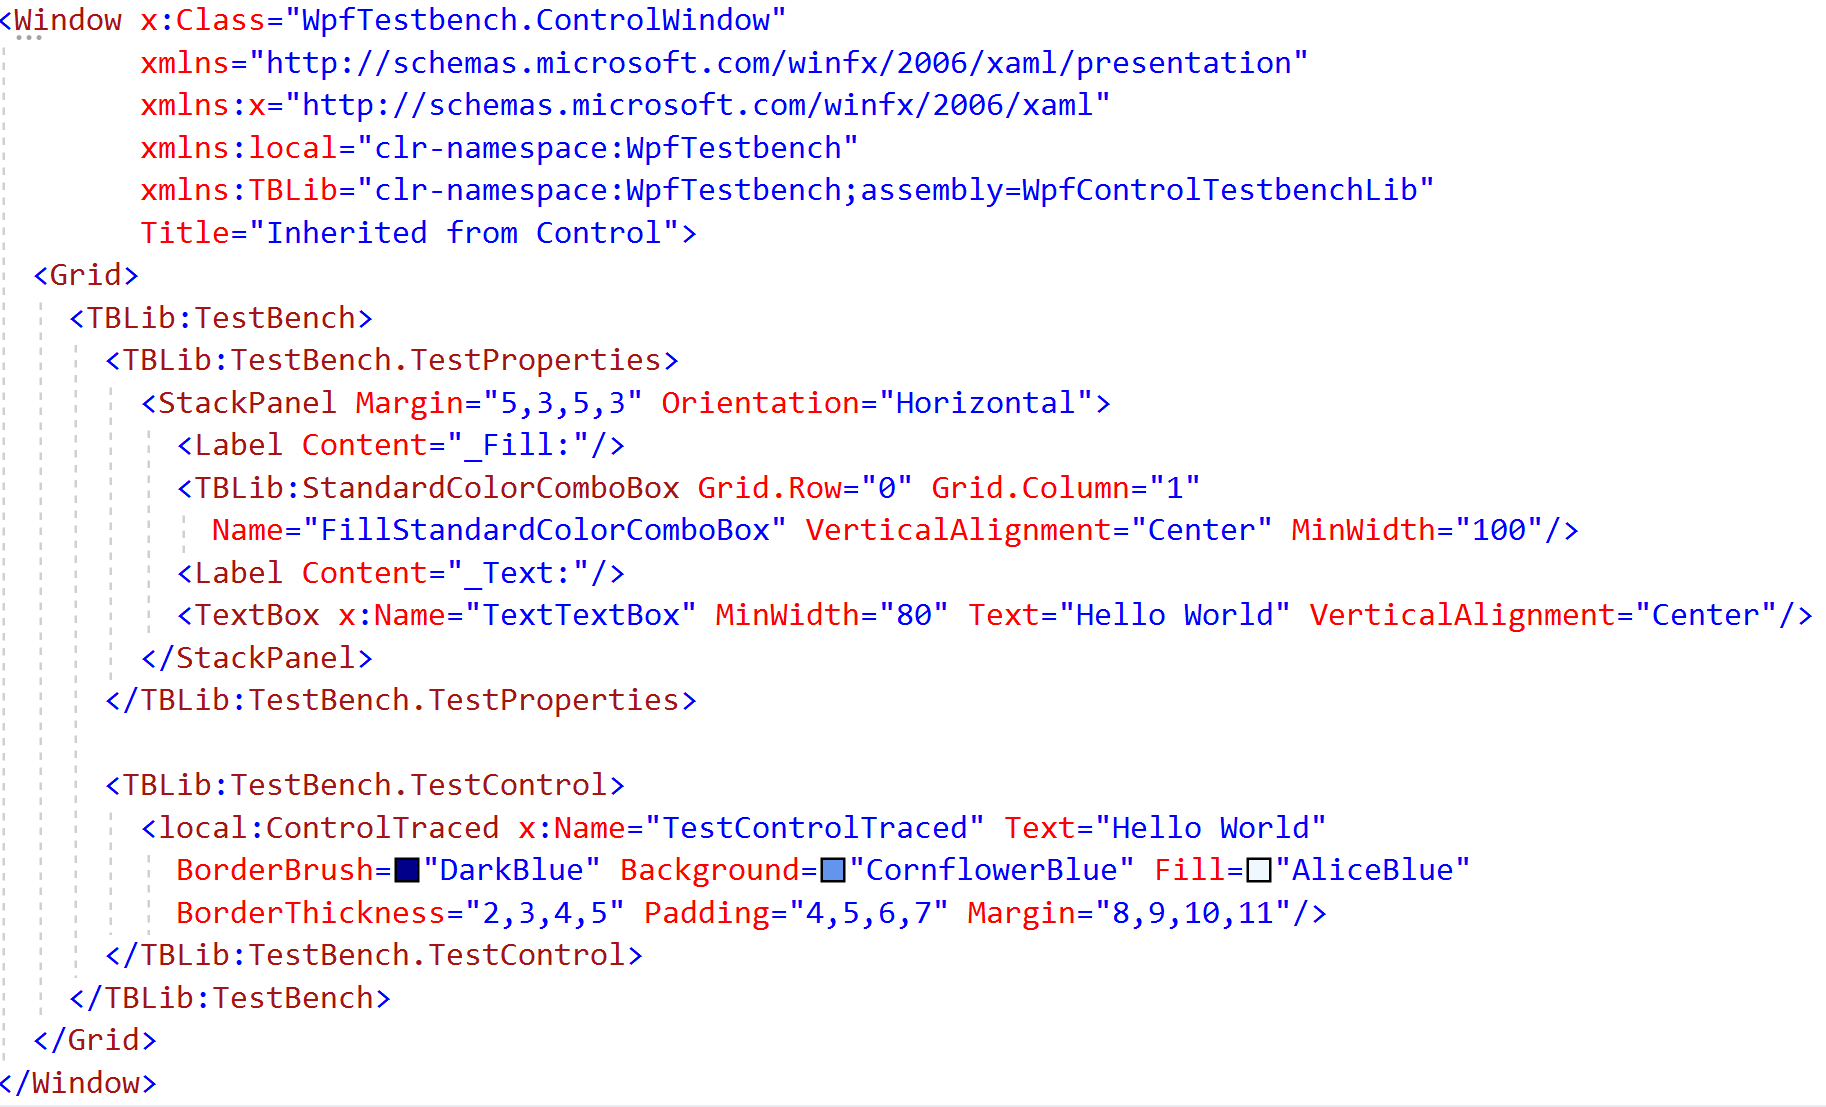 <Window x:Class="WpfTestbench.ControlWindow"
        xmlns="http://schemas.microsoft.com/winfx/2006/xaml/presentation"
        xmlns:x="http://schemas.microsoft.com/winfx/2006/xaml"
        xmlns:local="clr-namespace:WpfTestbench"
        xmlns:TBLib="clr-namespace:WpfTestbench;assembly=WpfControlTestbenchLib"
        Title="Inherited from Control">
  <Grid>
    <TBLib:TestBench>
      <TBLib:TestBench.TestProperties>
        <StackPanel Margin="5,3,5,3" Orientation="Horizontal">
          <Label Content="_Fill:"/>
          <TBLib:StandardColorComboBox Grid.Row="0" Grid.Column="1"
            Name="FillStandardColorComboBox" VerticalAlignment="Center" MinWidth="100"/>
          <Label Content="_Text:"/>
          <TextBox x:Name="TextTextBox" MinWidth="80" Text="Hello World" VerticalAlignment="Center"/>
        </StackPanel>
      </TBLib:TestBench.TestProperties>

      <TBLib:TestBench.TestControl>
        <local:ControlTraced x:Name="TestControlTraced" Text="Hello World"
          BorderBrush="DarkBlue" Background="CornflowerBlue" Fill="AliceBlue"
          BorderThickness="2,3,4,5" Padding="4,5,6,7" Margin="8,9,10,11"/>
      </TBLib:TestBench.TestControl>
    </TBLib:TestBench>
  </Grid>
</Window>